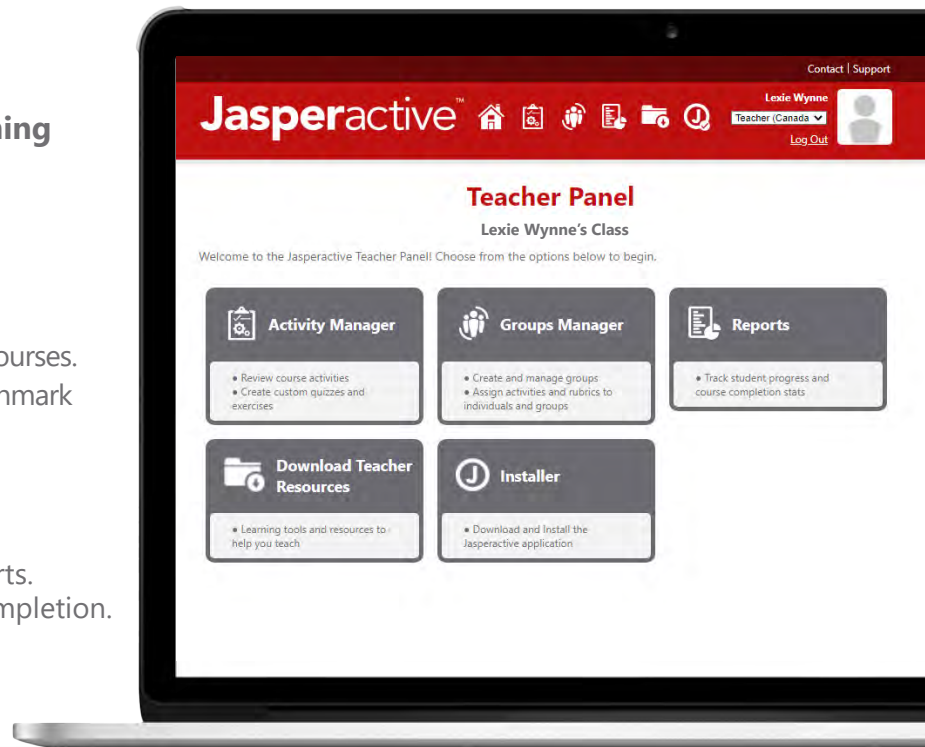 ning
ourses.
nmark
rts.
mpletion.
Contact | Support
Jasperactive™
Lexie Wynne
Teacher (Canada
Log Out
Teacher Panel
Lexie Wynne's Class
Welcome to the Jasperactive Teacher Panel! Choose from the options below to begin.
Activity Manager
• Review course activities
• Create custom quizzes and
exercises
Groups Manager
• Create and manage groups
• Assign activities and rubrics to
individuals and groups
Reports
• Track student progress and
course completion stats
Download Teacher
Resources
• Learning tools and resources to
help you teach
Installer
• Download and Install the
Jasperactive application